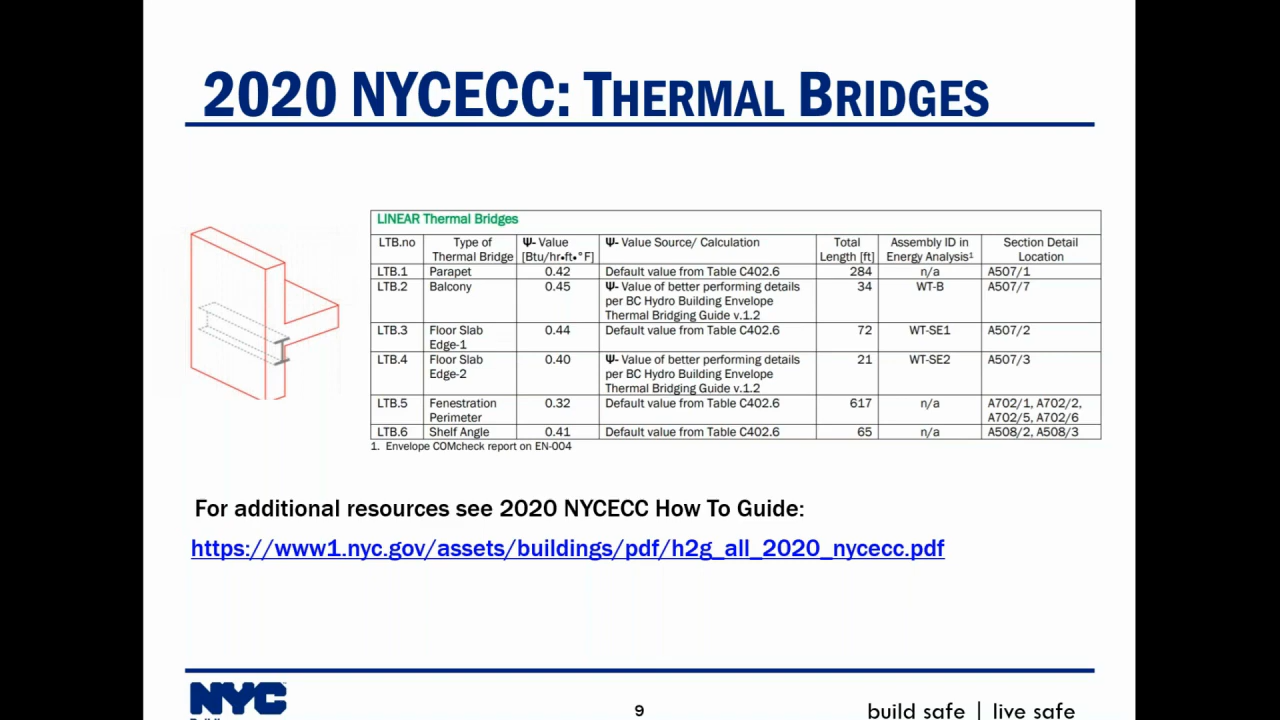 2020 NYCECC: THERMAL BRIDGES
LINEAR Thermal Bridges
LTB.no Type of Thermal Bridge Ψ- Value [Btu/hr•ft•°F] Ψ- Value Source/ Calculation Total Length [ft] Assembly ID in Energy Analysis¹ Section Detail Location
LTB.1 Parapet 0.42 Default value from Table C402.6 284 n/a A507/1
LTB.2 Balcony 0.45 Ψ- Value of better performing details per BC Hydro Building Envelope Thermal Bridging Guide v.1.2 34 WT-B A507/7
LTB.3 Floor Slab Edge-1 0.44 Default value from Table C402.6 72 WT-SE1 A507/2
LTB.4 Floor Slab Edge-2 0.40 Ψ- Value of better performing details per BC Hydro Building Envelope Thermal Bridging Guide v.1.2 21 WT-SE2 A507/3
LTB.5 Fenestration Perimeter 0.32 Default value from Table C402.6 617 n/a A702/1, A702/2, A702/5, A702/6
LTB.6 Shelf Angle 0.41 Default value from Table C402.6 65 n/a A508/2, A508/3
1. Envelope COMcheck report on EN-004
For additional resources see 2020 NYCECC How To Guide:
https://www1.nyc.gov/assets/buildings/pdf/h2g_all_2020_nycecc.pdf
NYC
9
build safe | live safe